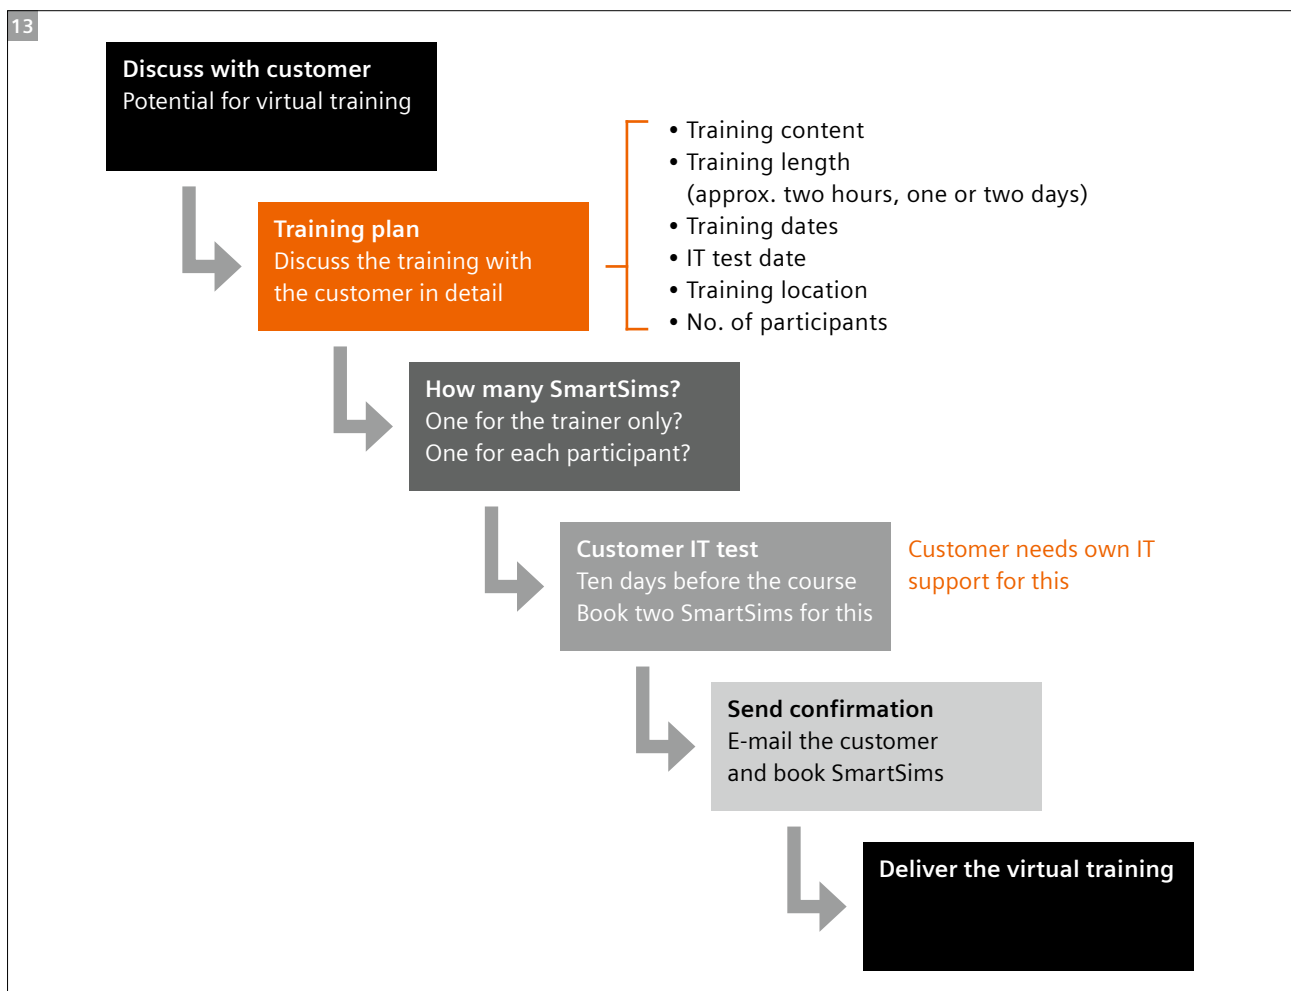 13
Discuss with customer
Potential for virtual training
• Training content
• Training length
(approx. two hours, one or two days)
• Training dates
• IT test date
• Training location
• No. of participants
Training plan
Discuss the training with
the customer in detail
How many SmartSims?
One for the trainer only?
One for each participant?
Customer IT test
Ten days before the course
Book two SmartSims for this
Customer needs own IT
support for this
Send confirmation
E-mail the customer
and book SmartSims
Deliver the virtual training